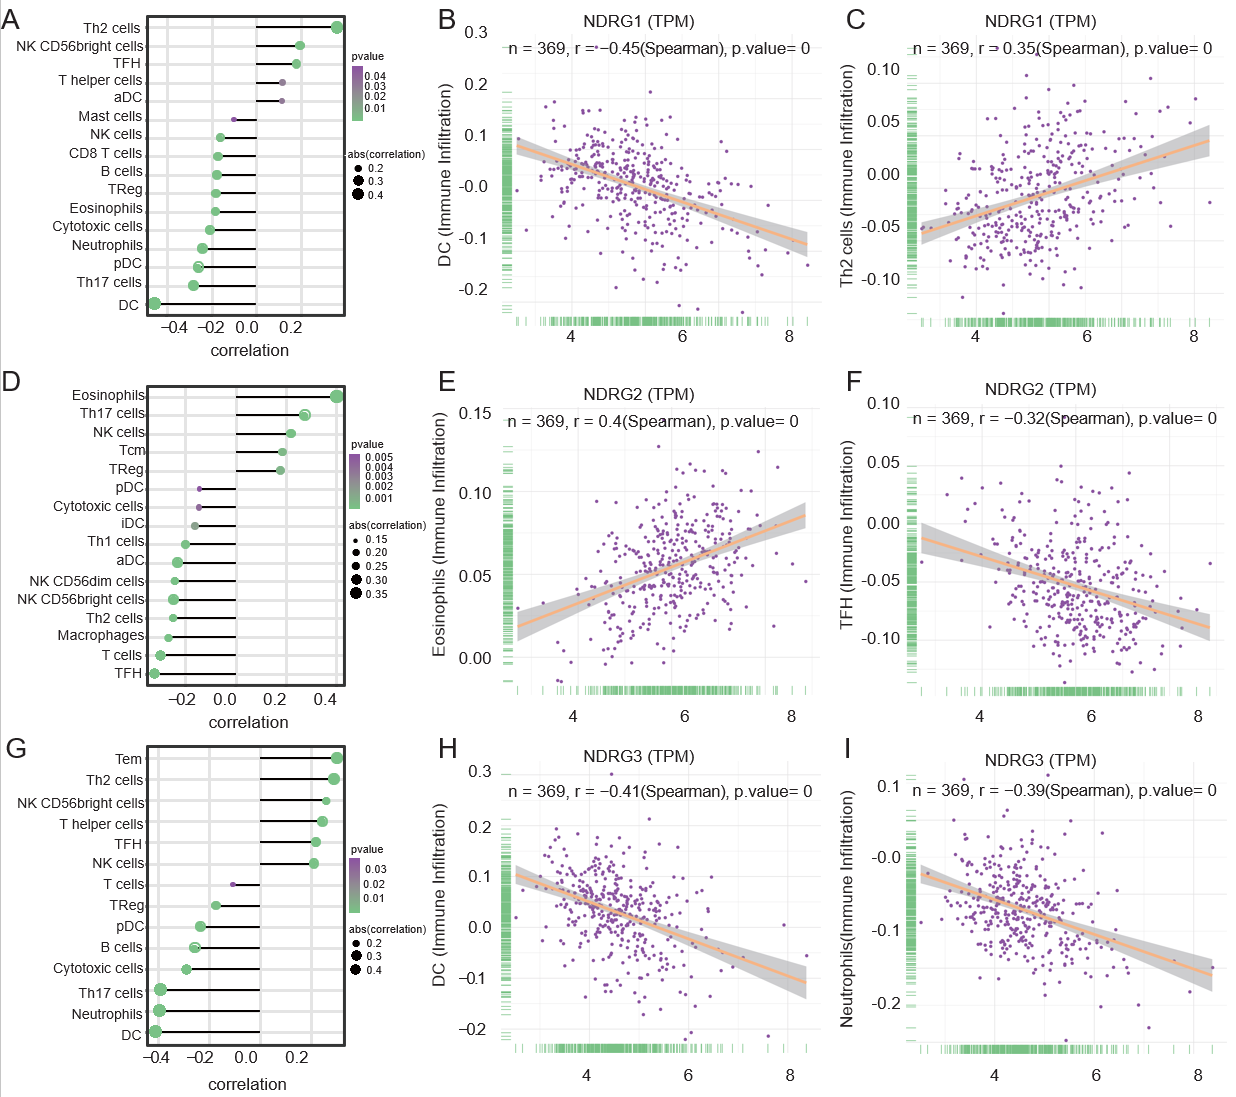 A
Th2 cells
NK CD56bright cells
TFH
T helper cells
aDC
Mast cells
NK cells
CD8 T cells
B cells
TReg
Eosinophils
Cytotoxic cells
Neutrophils
pDC
Th17 cells
DC
−0.4 −0.2 0.0 0.2
correlation
pvalue
0.04
0.03
0.02
0.01
abs(correlation)
0.2
0.3
0.4
B
NDRG1 (TPM)
n = 369, r = −0.45(Spearman), p.value= 0
DC (Immune Infiltration)
0.3
0.2
0.1
-0.0
-0.1
-0.2
4 6 8
C
NDRG1 (TPM)
n = 369, r = 0.35(Spearman), p.value= 0
Th2 cells (Immune Infiltration)
0.10
0.05
0.00
-0.05
-0.10
4 6 8
D
Eosinophils
Th17 cells
NK cells
Tcm
TReg
pDC
Cytotoxic cells
iDC
Th1 cells
aDC
NK CD56dim cells
NK CD56bright cells
Th2 cells
Macrophages
T cells
TFH
−0.2 0.0 0.2 0.4
correlation
pvalue
0.005
0.004
0.003
0.002
0.001
abs(correlation)
0.15
0.20
0.25
0.30
0.35
E
NDRG2 (TPM)
n = 369, r = 0.4(Spearman), p.value= 0
Eosinophils (Immune Infiltration)
0.15
0.10
0.05
0.00
4 6 8
F
NDRG2 (TPM)
n = 369, r = −0.32(Spearman), p.value= 0
TFH (Immune Infiltration)
0.10
0.05
0.00
-0.05
-0.10
4 6 8
G
Tem
Th2 cells
NK CD56bright cells
T helper cells
TFH
NK cells
T cells
TReg
pDC
B cells
Cytotoxic cells
Th17 cells
Neutrophils
DC
−0.4 −0.2 0.0 0.2
correlation
pvalue
0.03
0.02
0.01
abs(correlation)
0.2
0.3
0.4
H
NDRG3 (TPM)
n = 369, r = −0.41(Spearman), p.value= 0
DC (Immune Infiltration)
0.3
0.2
0.1
0.0
−0.1
−0.2
4 6 8
I
NDRG3 (TPM)
n = 369, r = −0.39(Spearman), p.value= 0
Neutrophils(Immune Infiltration)
0.1
-0.0
-0.1
-0.2
4 6 8